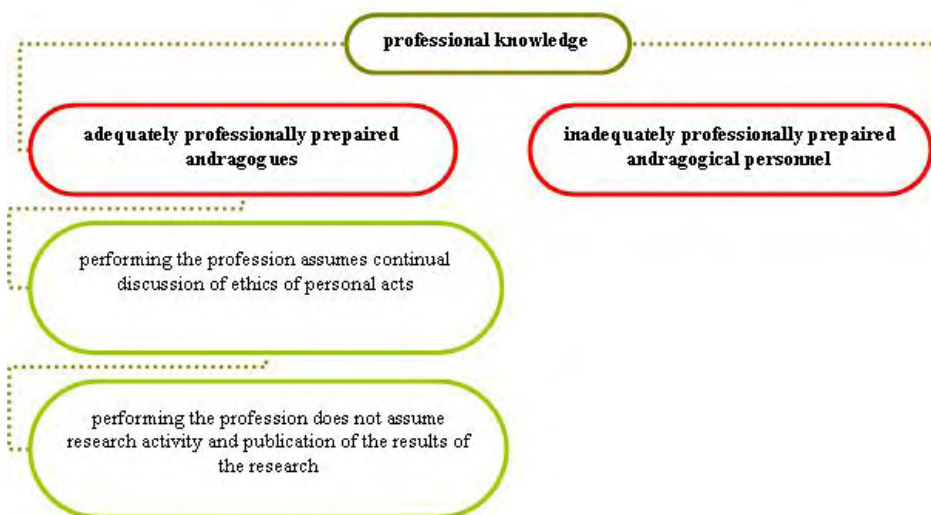 professional knowledge
adequately professionally prepaired
andragogues
inadequately professionally prepaired
andragogical personnel
performing the profession assumes continual
discussion of ethics of personal acts
performing the profession does not assume
research activity and publication of the results of
the research